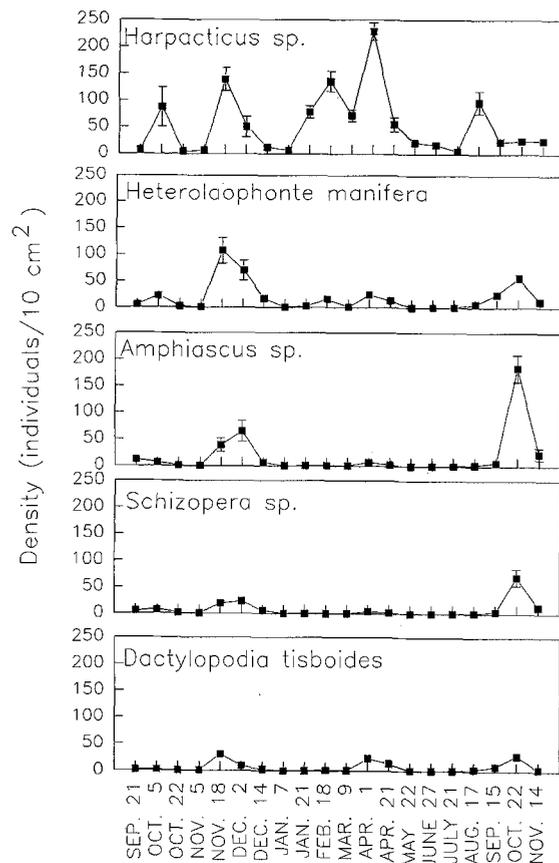 Density (individuals/10 cm²)
250
200
150
100
50
0
Harpacticus sp.
250
200
150
100
50
0
Heterolaophonte manifera
250
200
150
100
50
0
Amphiascus sp.
250
200
150
100
50
0
Schizopera sp.
250
200
150
100
50
0
Dactylopodia tisboides
SEP. 21
OCT. 5
OCT. 22
NOV. 5
NOV. 18
DEC. 2
DEC. 14
JAN. 7
JAN. 21
FEB. 18
MAR. 9
APR. 1
APR. 21
MAY 22
JUNE 27
JULY 21
AUG. 17
SEP. 15
OCT. 22
NOV. 14